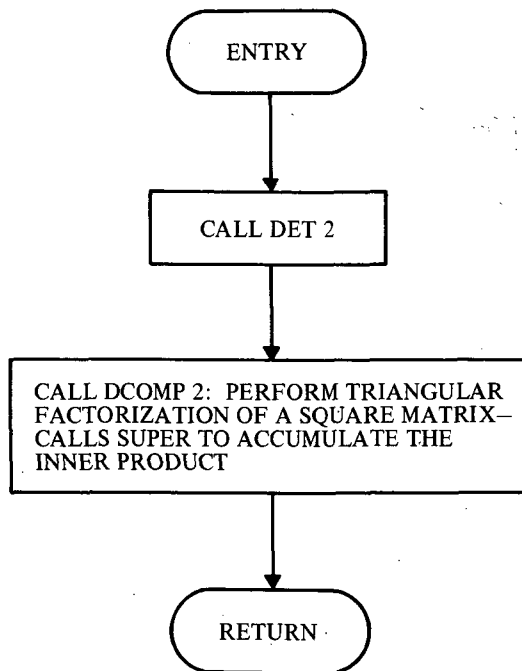 ENTRY
CALL DET 2
CALL DCOMP 2: PERFORM TRIANGULAR
FACTORIZATION OF A SQUARE MATRIX—
CALLS SUPER TO ACCUMULATE THE
INNER PRODUCT
RETURN